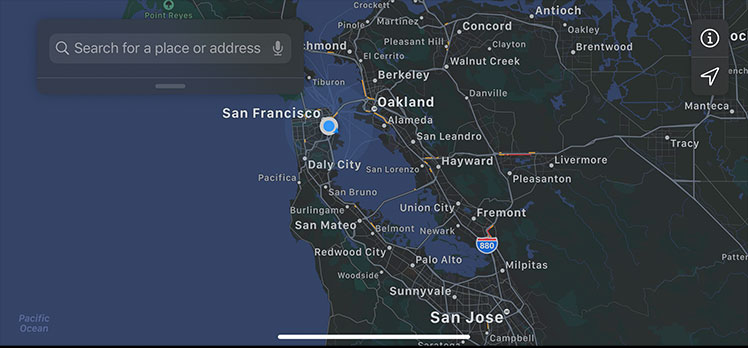 Crockett
Antioch
Point Reyes
Martinez
Pinole
Concord
Oakley
Search for a place or address
Pleasant Hill
Clayton
Brentwood
hmond
El Cerrito
Walnut Creek
Tiburon
Berkeley
Danville
Oakland
Manteca
San Francisco
Alameda
San Leandro
Tracy
Daly City
San Lorenzo
Hayward
Livermore
Pacifica
Pleasanton
San Bruno
Burlingame
Union City
Fremont
San Mateo
Belmont
Newark
880
Redwood City
Palo Alto
Milpitas
Patter
Woodside
Sunnyvale
Pacific
Ocean
San Jose
Campbell
Saratoga